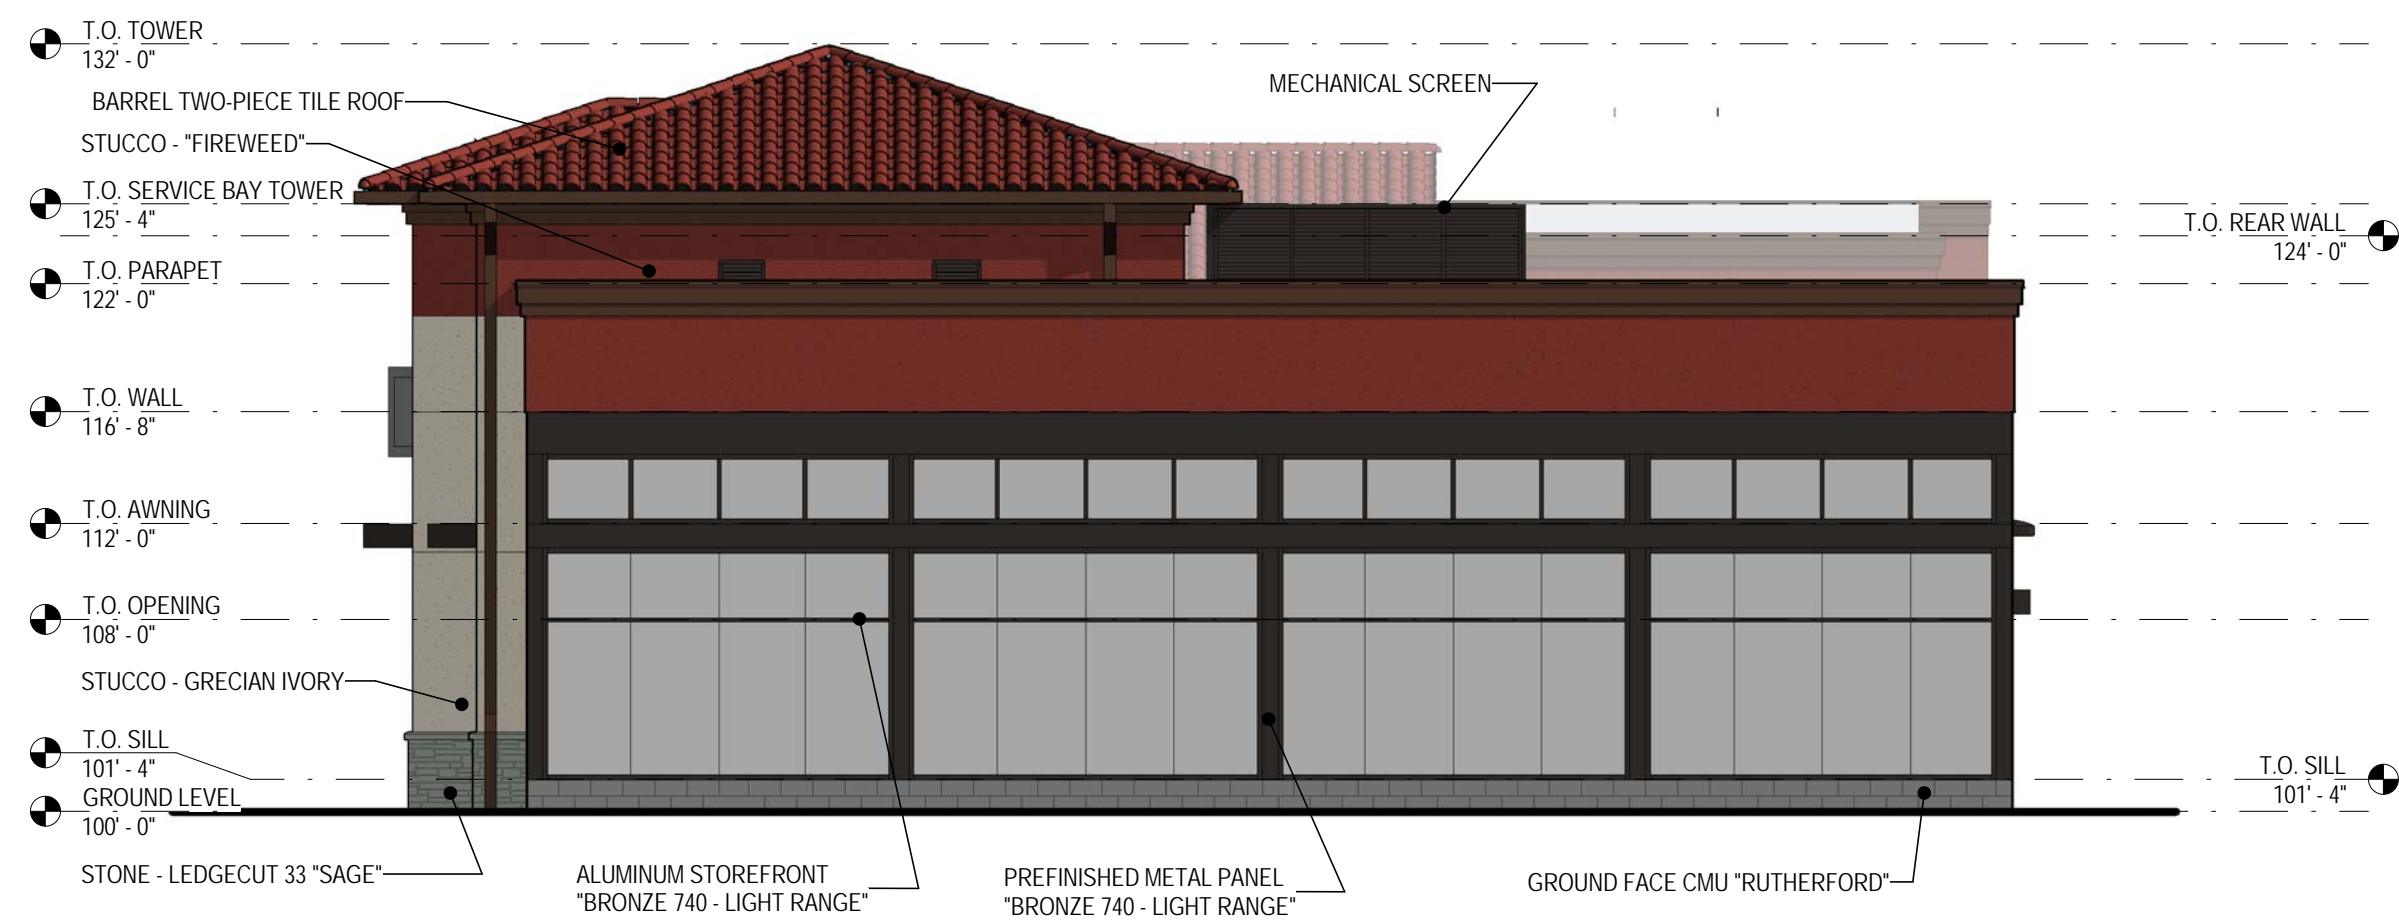 T.O. TOWER
132' - 0"
BARREL TWO-PIECE TILE ROOF
MECHANICAL SCREEN
STUCCO - "FIREWEED"
T.O. SERVICE BAY TOWER
125' - 4"
T.O. REAR WALL
124' - 0"
T.O. PARAPET
122' - 0"
T.O. WALL
116' - 8"
T.O. AWNING
112' - 0"
T.O. OPENING
108' - 0"
STUCCO - GRECIAN IVORY
T.O. SILL
101' - 4"
T.O. SILL
101' - 4"
GROUND LEVEL
100' - 0"
STONE - LEDGECUT 33 "SAGE"
ALUMINUM STOREFRONT
"BRONZE 740 - LIGHT RANGE"
PREFINISHED METAL PANEL
"BRONZE 740 - LIGHT RANGE"
GROUND FACE CMU "RUTHERFORD"